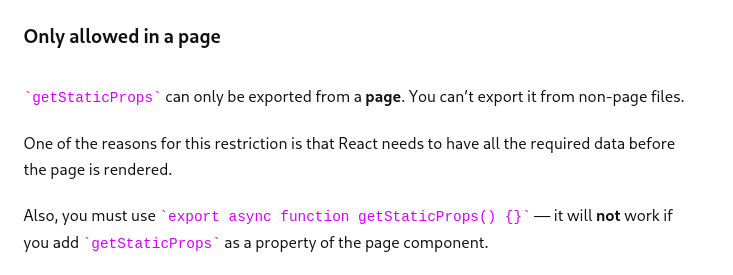 Only allowed in a page
`getStaticProps` can only be exported from a page. You can’t export it from non-page files.
One of the reasons for this restriction is that React needs to have all the required data before
the page is rendered.
Also, you must use `export async function getStaticProps() {}` — it will not work if
you add `getStaticProps` as a property of the page component.